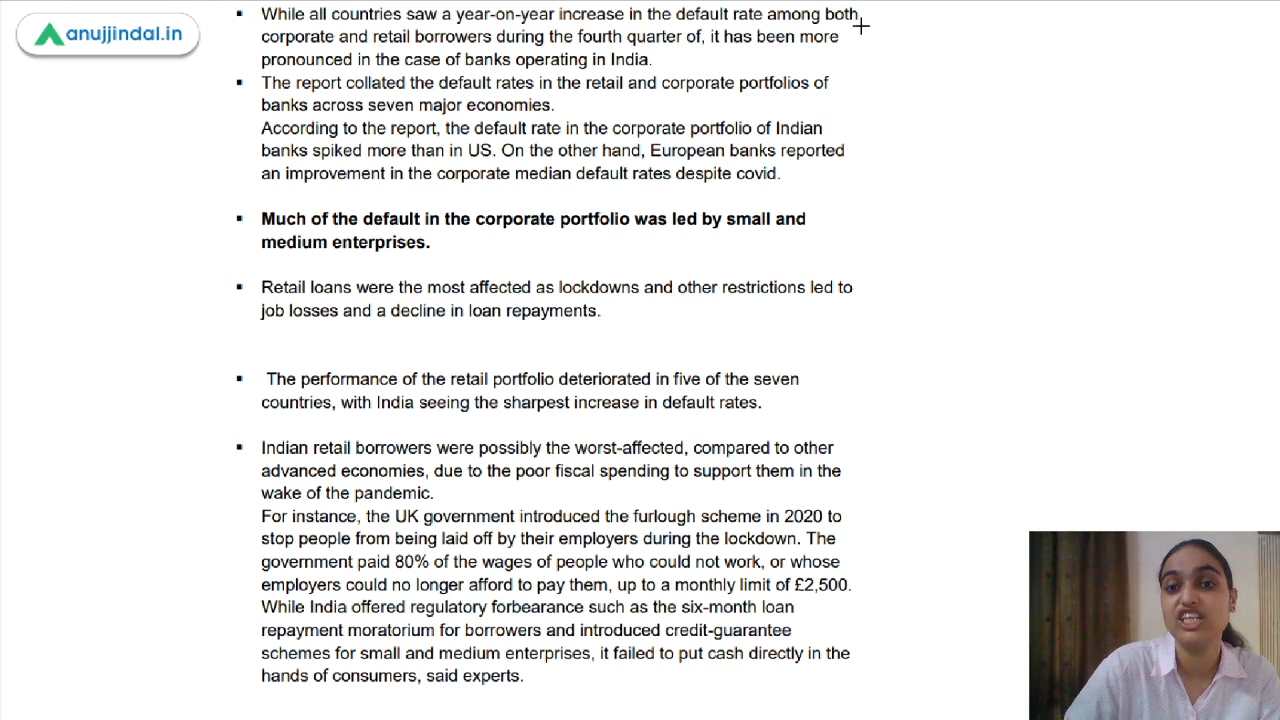 anujjindal.in
▪ While all countries saw a year-on-year increase in the default rate among both
corporate and retail borrowers during the fourth quarter of, it has been more
pronounced in the case of banks operating in India.
▪ The report collated the default rates in the retail and corporate portfolios of
banks across seven major economies.
According to the report, the default rate in the corporate portfolio of Indian
banks spiked more than in US. On the other hand, European banks reported
an improvement in the corporate median default rates despite covid.
▪ Much of the default in the corporate portfolio was led by small and
medium enterprises.
▪ Retail loans were the most affected as lockdowns and other restrictions led to
job losses and a decline in loan repayments.
▪ The performance of the retail portfolio deteriorated in five of the seven
countries, with India seeing the sharpest increase in default rates.
▪ Indian retail borrowers were possibly the worst-affected, compared to other
advanced economies, due to the poor fiscal spending to support them in the
wake of the pandemic.
For instance, the UK government introduced the furlough scheme in 2020 to
stop people from being laid off by their employers during the lockdown. The
government paid 80% of the wages of people who could not work, or whose
employers could no longer afford to pay them, up to a monthly limit of £2,500.
While India offered regulatory forbearance such as the six-month loan
repayment moratorium for borrowers and introduced credit-guarantee
schemes for small and medium enterprises, it failed to put cash directly in the
hands of consumers, said experts.